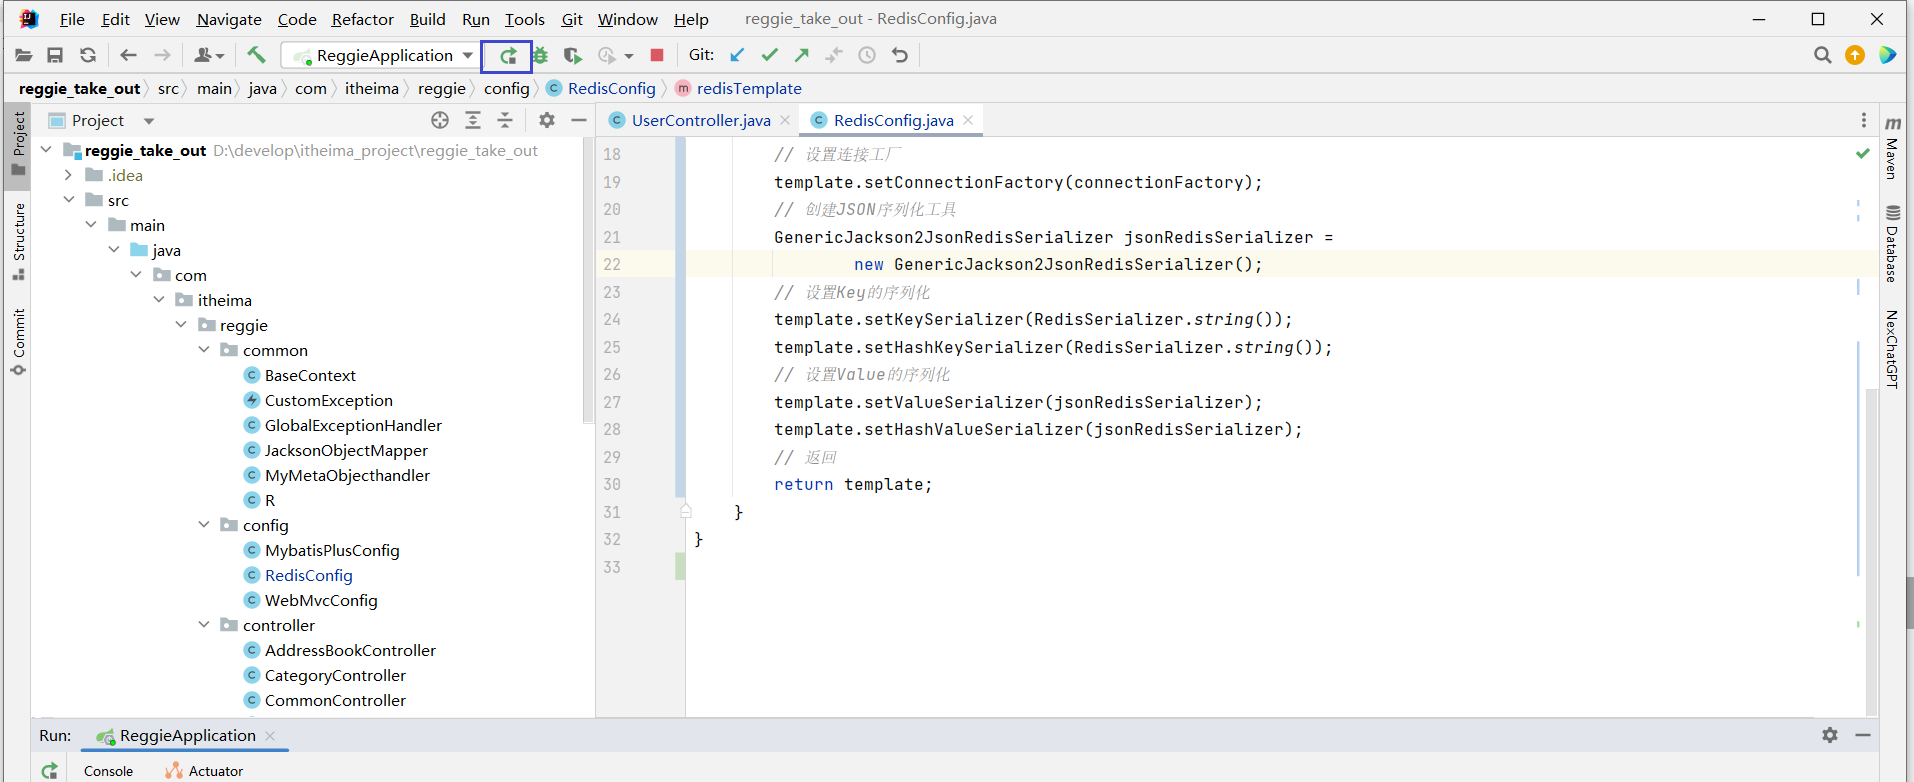 File Edit View Navigate Code Refactor Build Run Tools Git Window Help reggie_take_out - RedisConfig.java
ReggieApplication Git:
reggie_take_out src main java com itheima reggie config RedisConfig redisTemplate
Project
UserController.java RedisConfig.java
reggie_take_out D:\develop\itheima_project\reggie_take_out
.idea
src
main
java
com
itheima
reggie
common
BaseContext
CustomException
GlobalExceptionHandler
JacksonObjectMapper
MyMetaObjecthandler
R
config
MybatisPlusConfig
RedisConfig
WebMvcConfig
controller
AddressBookController
CategoryController
CommonController
18 // 设置连接工厂
19 template.setConnectionFactory(connectionFactory);
20 // 创建JSON序列化工具
21 GenericJackson2JsonRedisSerializer jsonRedisSerializer =
22 new GenericJackson2JsonRedisSerializer();
23 // 设置Key的序列化
24 template.setKeySerializer(RedisSerializer.string());
25 template.setHashKeySerializer(RedisSerializer.string());
26 // 设置Value的序列化
27 template.setValueSerializer(jsonRedisSerializer);
28 template.setHashValueSerializer(jsonRedisSerializer);
29 // 返回
30 return template;
31 }
32 }
33
Project
Structure
Commit
Maven
Database
NexChatGPT
Run: ReggieApplication
Console Actuator